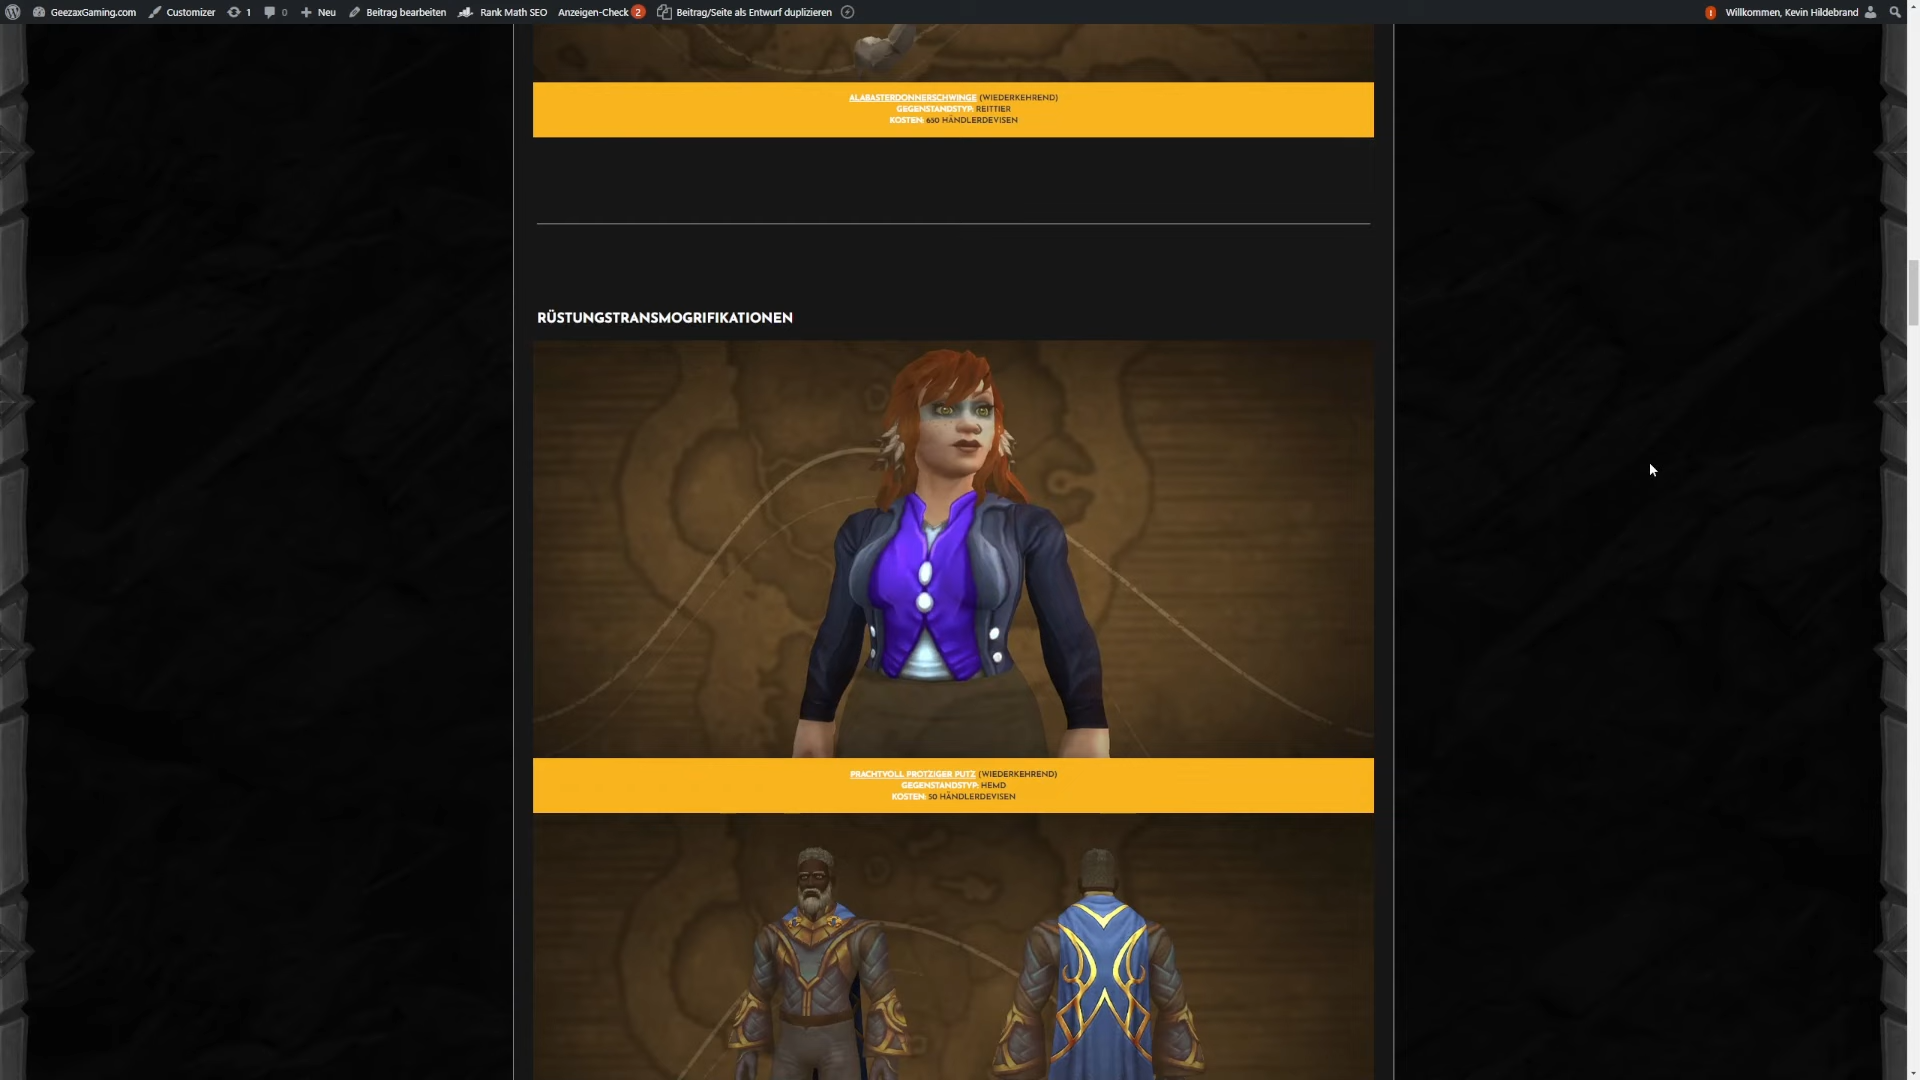 GeezaxGaming.com Customizer 1 0 Neu Beitrag bearbeiten Rank Math SEO Anzeigen-Check 2 Beitrag/Seite als Entwurf duplizieren ! Willkommen, Kevin Hildebrand
ALABASTERDONNERSCHWINGE (WIEDERKEHREND)
GEGENSTANDSTYP: REITTIER
KOSTEN: 650 HÄNDLERDEVISEN
RÜSTUNGSTRANSMOGRIFIKATIONEN
PRACHTVOLL PROTZIGER PUTZ (WIEDERKEHREND)
GEGENSTANDSTYP: HEMD
KOSTEN: 50 HÄNDLERDEVISEN